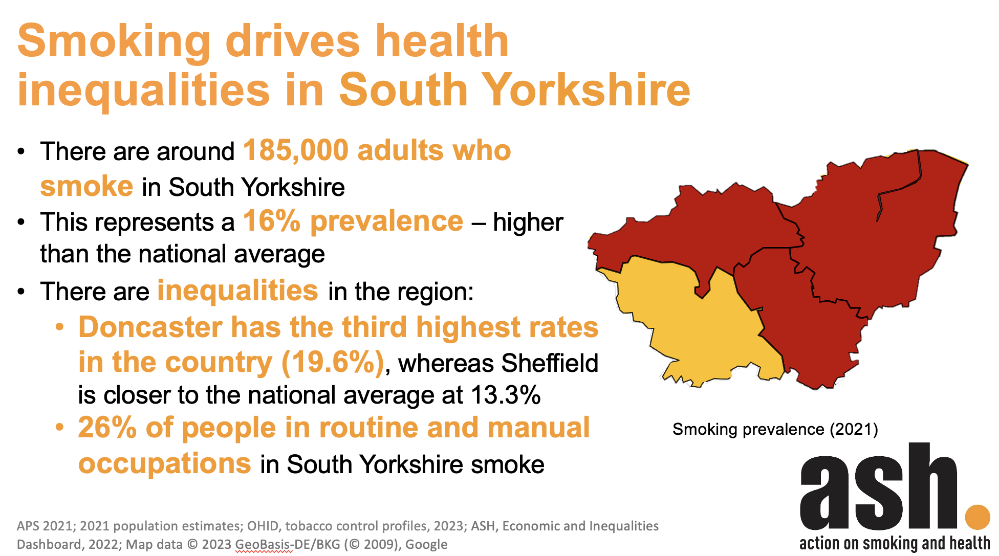 Smoking drives health
inequalities in South Yorkshire
• There are around 185,000 adults who
smoke in South Yorkshire
• This represents a 16% prevalence – higher
than the national average
• There are inequalities in the region:
• Doncaster has the third highest rates
in the country (19.6%), whereas Sheffield
is closer to the national average at 13.3%
• 26% of people in routine and manual
occupations in South Yorkshire smoke
Smoking prevalence (2021)
ash.
action on smoking and health
APS 2021; 2021 population estimates; OHID, tobacco control profiles, 2023; ASH, Economic and Inequalities
Dashboard, 2022; Map data © 2023 GeoBasis-DE/BKG (© 2009), Google